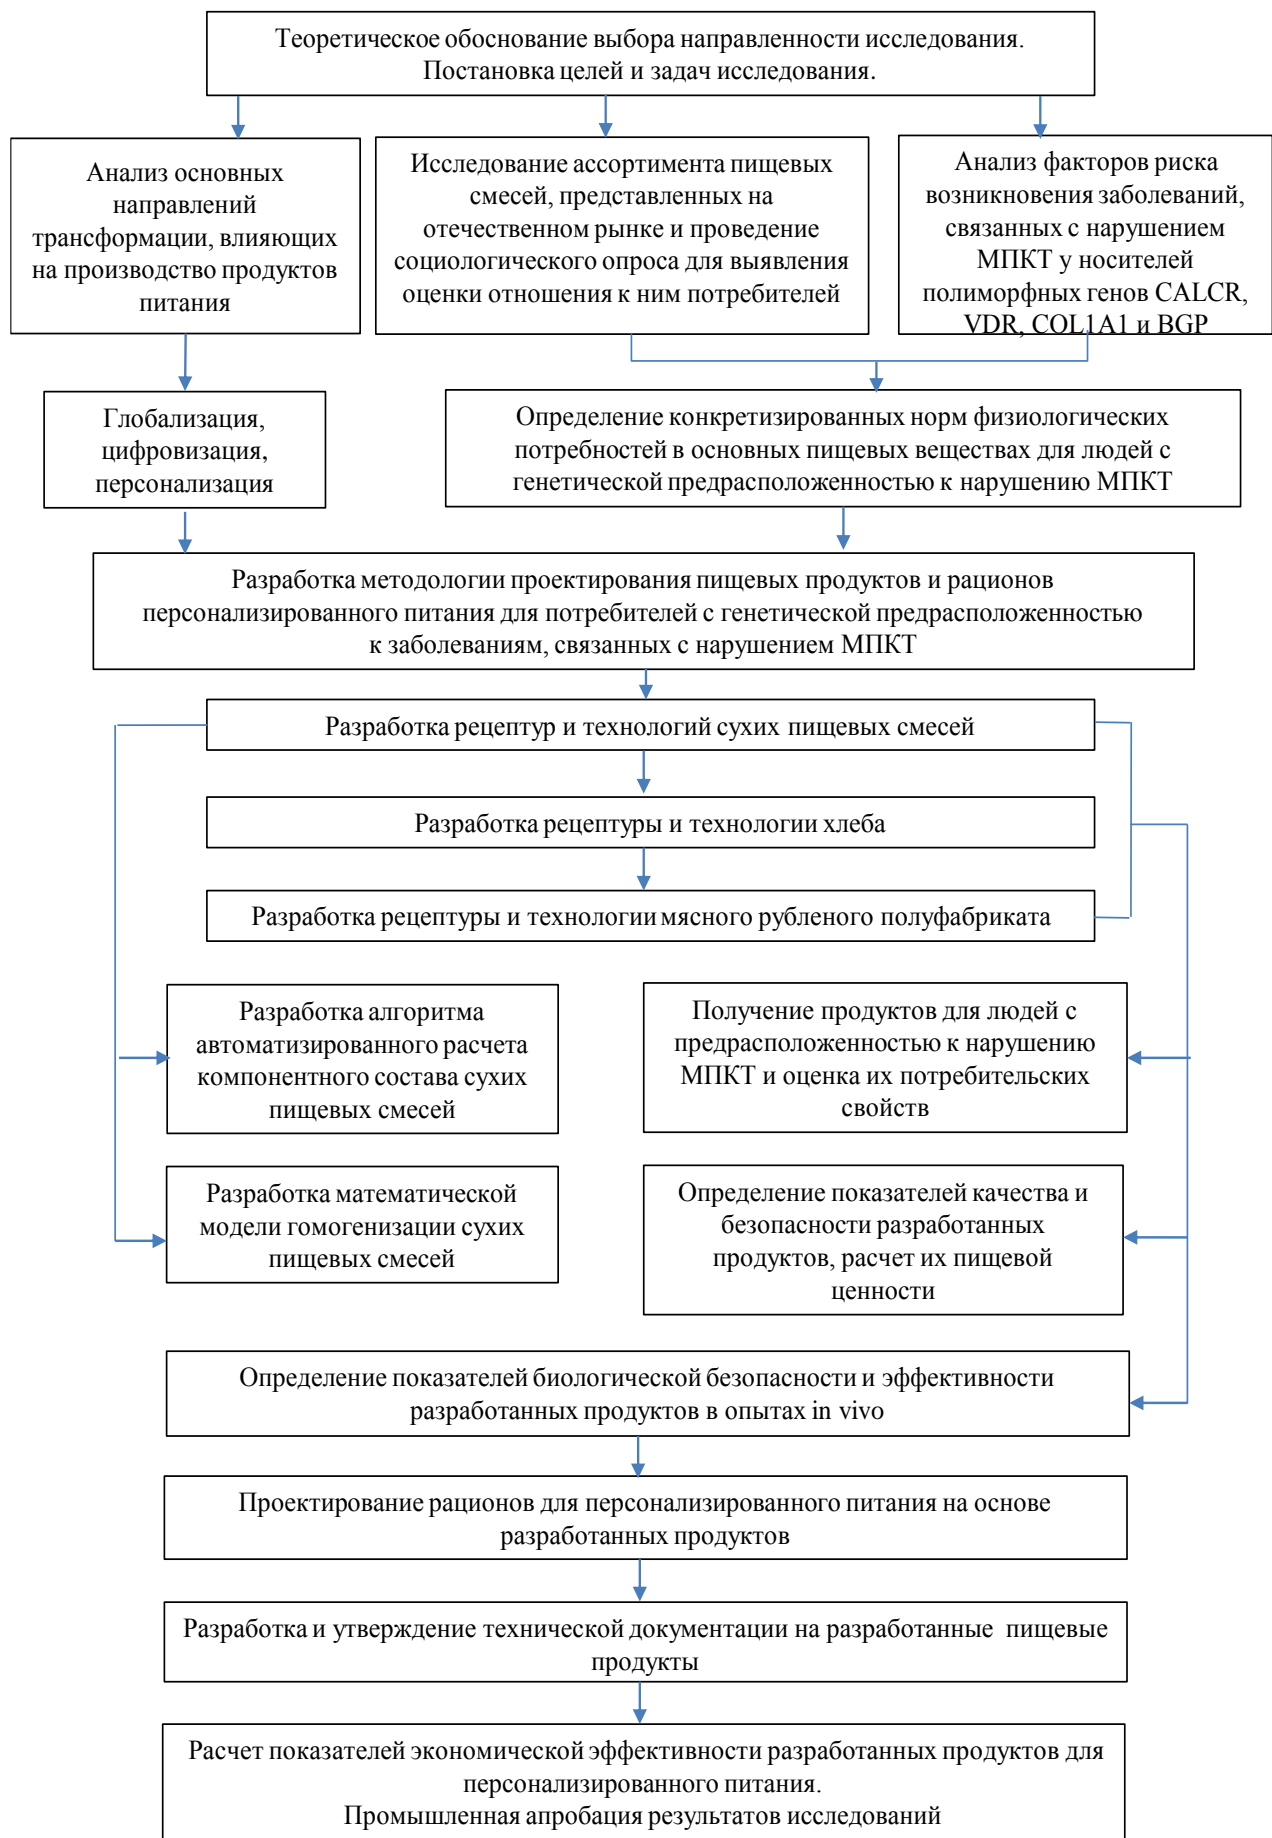 Теоретическое обоснование выбора направленности исследования.
Постановка целей и задач исследования.
Анализ основных
направлений
трансформации, влияющих
на производство продуктов
питания
Исследование ассортимента пищевых
смесей, представленных на
отечественном рынке и проведение
социологического опроса для выявления
оценки отношения к ним потребителей
Анализ факторов риска
возникновения заболеваний,
связанных с нарушением
МПКТ у носителей
полиморфных генов CALCR,
VDR, COL1A1 и BGP
Глобализация,
цифровизация,
персонализация
Определение конкретизированных норм физиологических
потребностей в основных пищевых веществах для людей с
генетической предрасположенностью к нарушению МПКТ
Разработка методологии проектирования пищевых продуктов и рационов
персонализированного питания для потребителей с генетической предрасположенностью
к заболеваниям, связанных с нарушением МПКТ
Разработка рецептур и технологий сухих пищевых смесей
Разработка рецептуры и технологии хлеба
Разработка рецептуры и технологии мясного рубленого полуфабриката
Разработка алгоритма
автоматизированного расчета
компонентного состава сухих
пищевых смесей
Получение продуктов для людей с
предрасположенностью к нарушению
МПКТ и оценка их потребительских
свойств
Разработка математической
модели гомогенизации сухих
пищевых смесей
Определение показателей качества и
безопасности разработанных
продуктов, расчет их пищевой
ценности
Определение показателей биологической безопасности и эффективности
разработанных продуктов в опытах in vivo
Проектирование рационов для персонализированного питания на основе
разработанных продуктов
Разработка и утверждение технической документации на разработанные пищевые
продукты
Расчет показателей экономической эффективности разработанных продуктов для
персонализированного питания.
Промышленная апробация результатов исследований